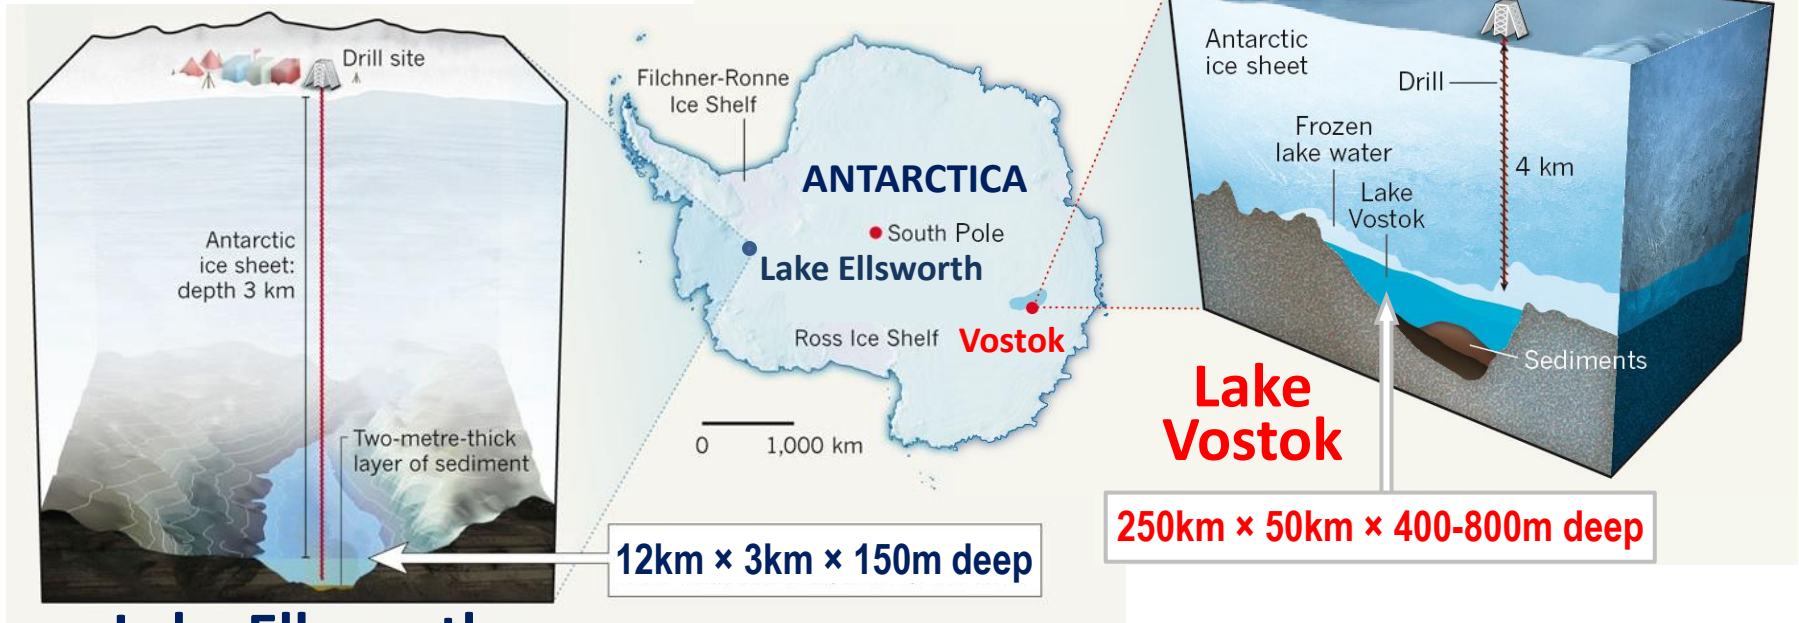 Drill site
Antarctic
ice sheet:
depth 3 km
Two-metre-thick
layer of sediment
12km × 3km × 150m deep
Filchner-Ronne
Ice Shelf
ANTARCTICA
South Pole
Lake Ellsworth
Ross Ice Shelf
Vostok
0
1,000 km
Antarctic
ice sheet
Drill
Frozen
lake water
4 km
Lake
Vostok
Sediments
Lake
Vostok
250km × 50km × 400-800m deep
Lake Ellsworth